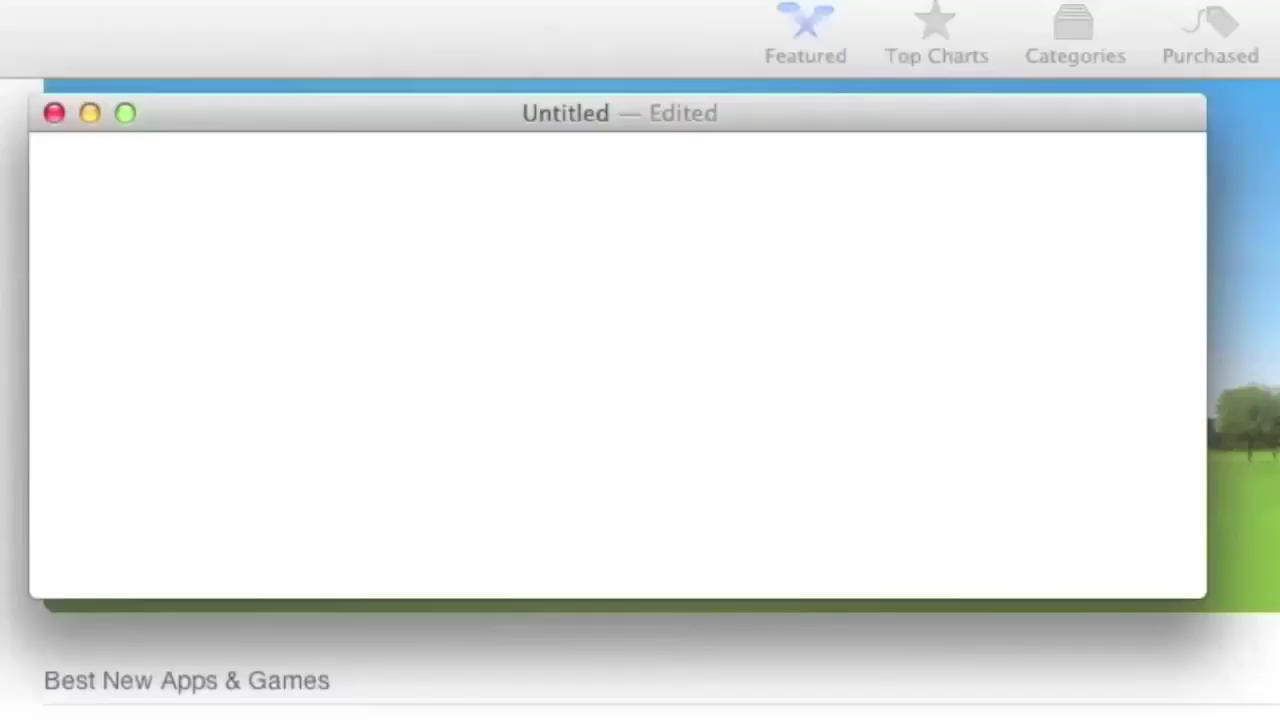 Featured Top Charts Categories Purchased
Untitled — Edited
Best New Apps & Games